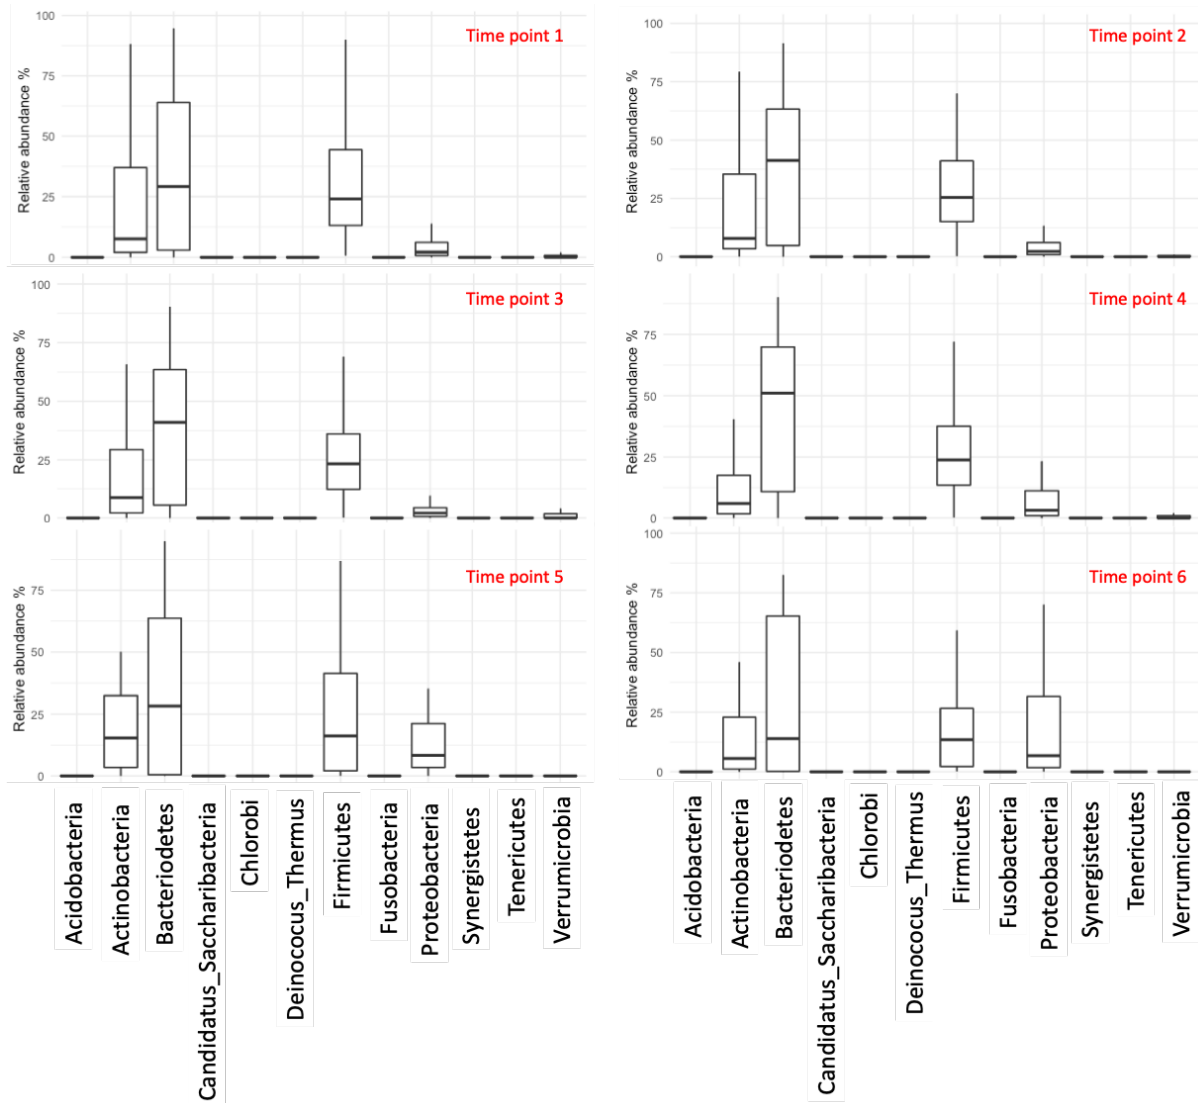 100
75
50
25
0
Relative abundance %
Time point 1
100
75
50
25
0
Relative abundance %
Time point 2
100
75
50
25
0
Relative abundance %
Time point 3
75
50
25
0
Relative abundance %
Time point 4
75
50
25
0
Relative abundance %
Time point 5
100
75
50
25
0
Relative abundance %
Time point 6
Acidobacteria
Actinobacteria
Bacteriodetes
Candidatus_Saccharibacteria
Chlorobi
Deinococus_Thermus
Firmicutes
Fusobacteria
Proteobacteria
Synergistetes
Tenericutes
Verrumicrobia
Acidobacteria
Actinobacteria
Bacteriodetes
Candidatus_Saccharibacteria
Chlorobi
Deinococus_Thermus
Firmicutes
Fusobacteria
Proteobacteria
Synergistetes
Tenericutes
Verrumicrobia